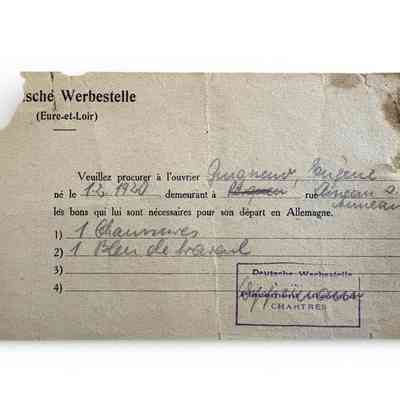 tsche Werbestelle
(Eure-et-Loir)
Veuillez procurer à l'ouvrier Eugène
né le 1.2 1920 demeurant à rue
les bons qui lui sont nécessaires pour son départ en Allemagne.
1) 1 Chaussures
2) 1 Bleu de travail
3)
4)
Deutsche Werbestelle
CHARTRES